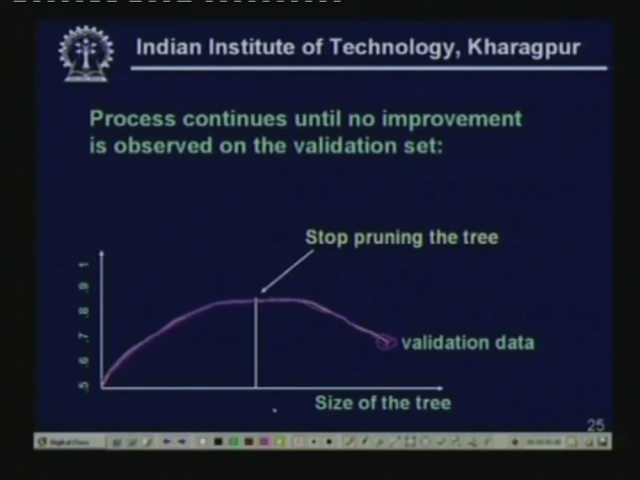 Indian Institute of Technology, Kharagpur
Process continues until no improvement
is observed on the validation set:
Stop pruning the tree
.5 .6 .7 .8 .9 1
validation data
Size of the tree
25